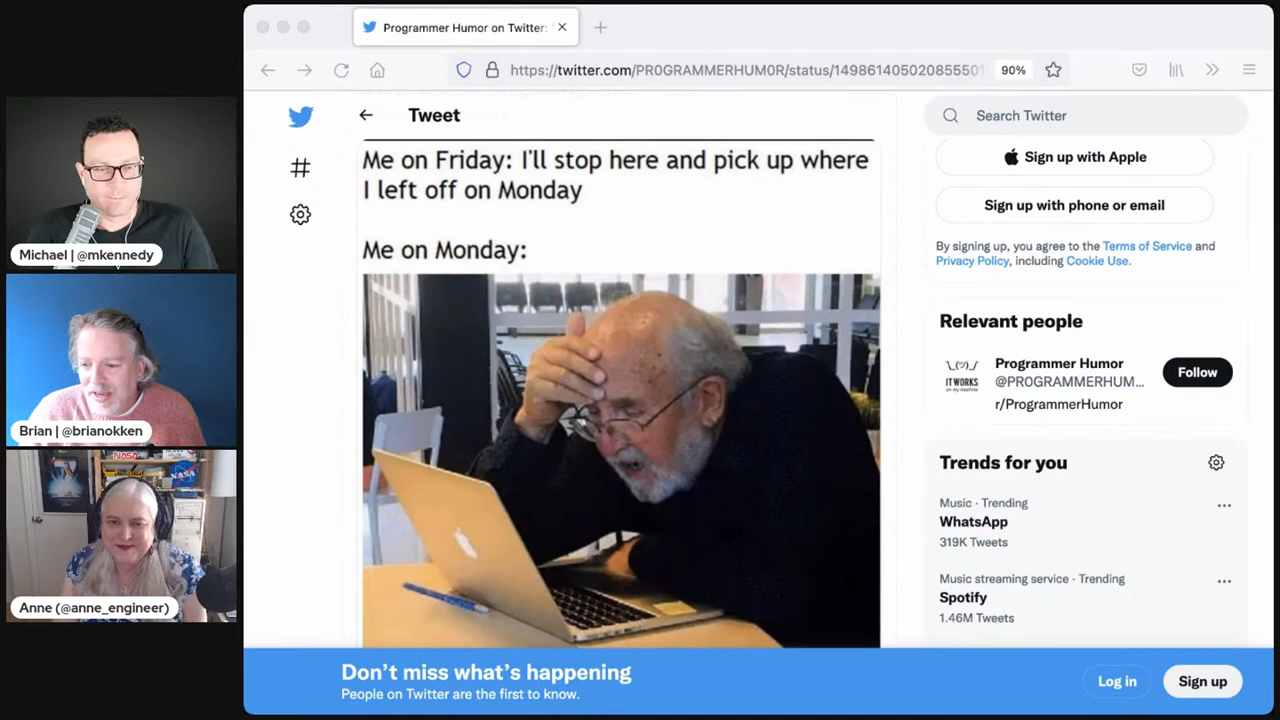 Programmer Humor on Twitter:
https://twitter.com/PR0GRAMMERHUM0R/status/1498614050208555501
90%
Tweet
Search Twitter
Me on Friday: I'll stop here and pick up where
I left off on Monday
Me on Monday:
Sign up with Apple
Sign up with phone or email
By signing up, you agree to the Terms of Service and
Privacy Policy, including Cookie Use.
Relevant people
IT WORKS
Programmer Humor
@PR0GRAMMERHUM...
r/ProgrammerHumor
Follow
Trends for you
Music · Trending
WhatsApp
319K Tweets
Music streaming service · Trending
Spotify
1.46M Tweets
Don't miss what's happening
People on Twitter are the first to know.
Log in
Sign up
Michael | @mkennedy
Brian | @brianokken
NASA
NASA
Anne (@anne_engineer)